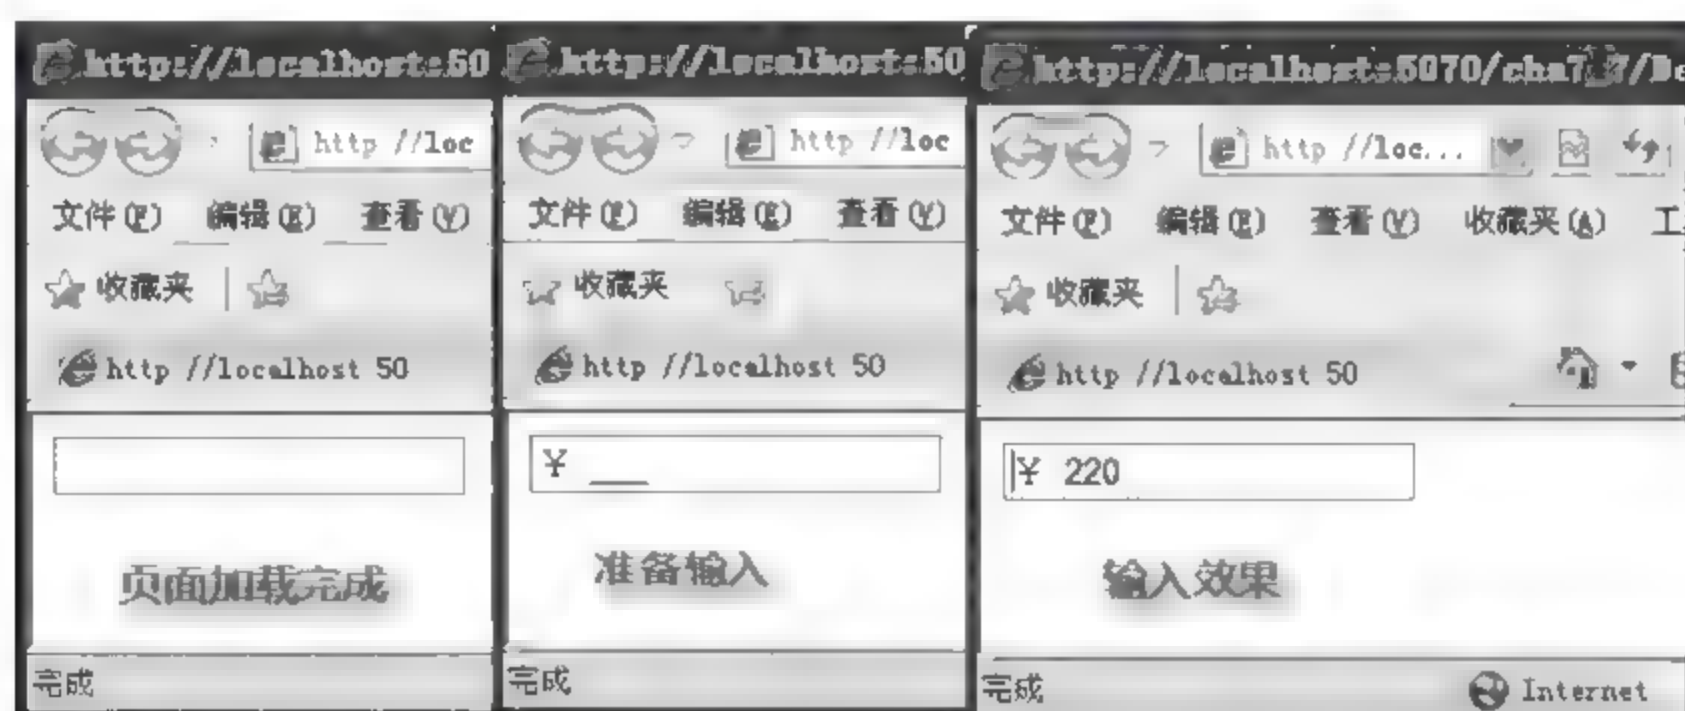 http://localhost:50
http //loc
文件(F) 编辑(E) 查看(V)
收藏夹
http //localhost 50
页面加载完成
完成
http://localhost:50
http //loc
文件(F) 编辑(E) 查看(V)
收藏夹
http //localhost 50
¥ ___
准备输入
完成
http://localhost:5070/cha7_7/De
http //loc...
文件(F) 编辑(E) 查看(V) 收藏夹(A) 工
收藏夹
http //localhost 50
¥ 220
输入效果
完成 Internet